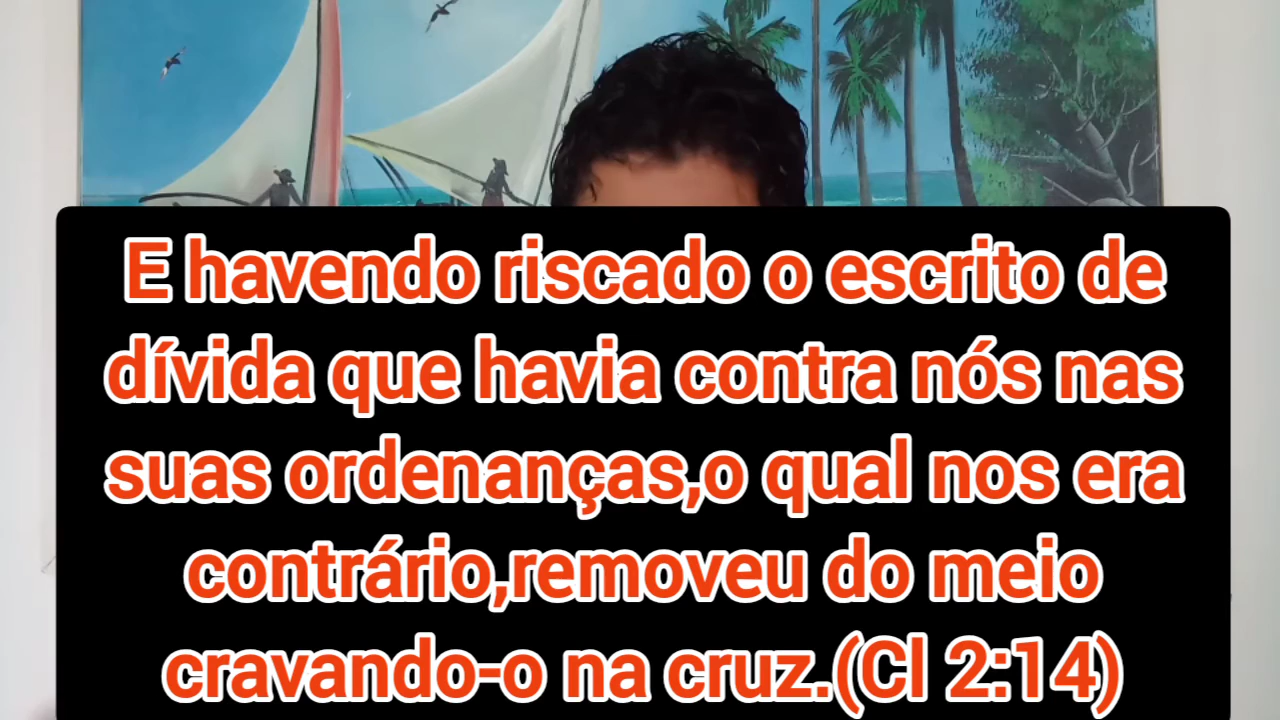 E havendo riscado o escrito de
dívida que havia contra nós nas
suas ordenanças,o qual nos era
contrário,removeu do meio
cravando-o na cruz.(Cl 2:14)